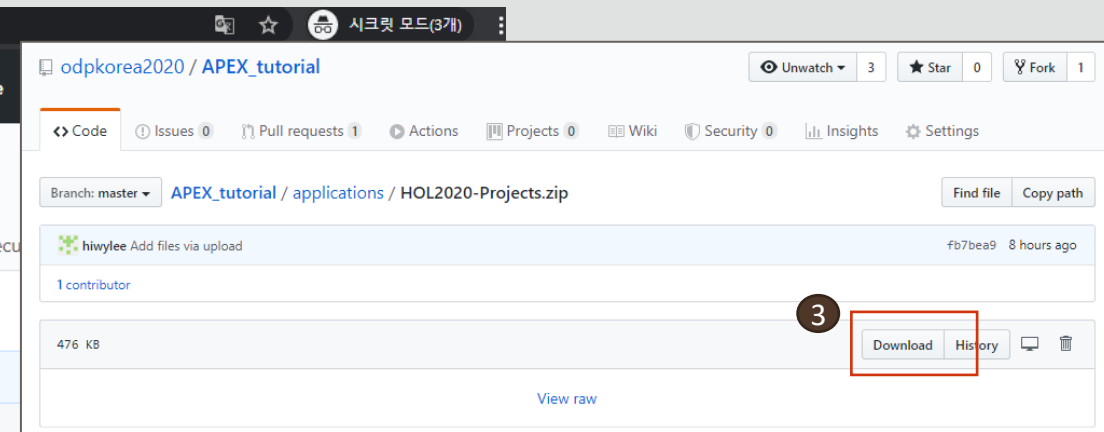 시크릿 모드(3개)
e
odpkorea2020 / APEX_tutorial
Unwatch 3 Star 0 Fork 1
Code Issues 0 Pull requests 1 Actions Projects 0 Wiki Security 0 Insights Settings
Branch: master APEX_tutorial / applications / HOL2020-Projects.zip Find file Copy path
ecu
hiwylee Add files via upload fb7bea9 8 hours ago
1 contributor
3
476 KB Download History
View raw